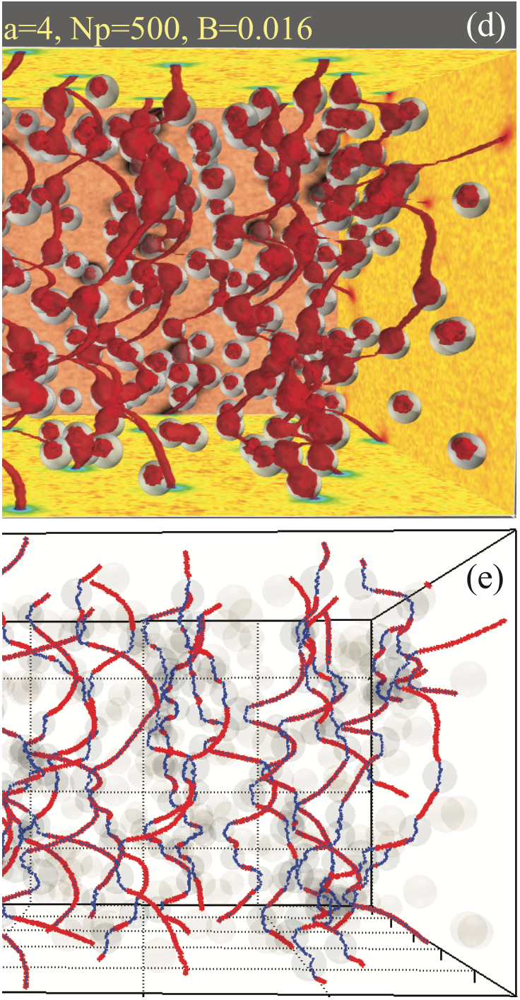 a=4, Np=500, B=0.016 (d)
(e)